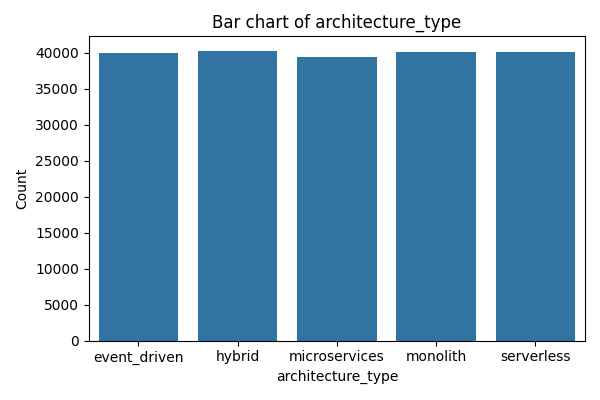 Bar chart of architecture_type
Count
40000
35000
30000
25000
20000
15000
10000
5000
0
event_driven hybrid microservices monolith serverless
architecture_type